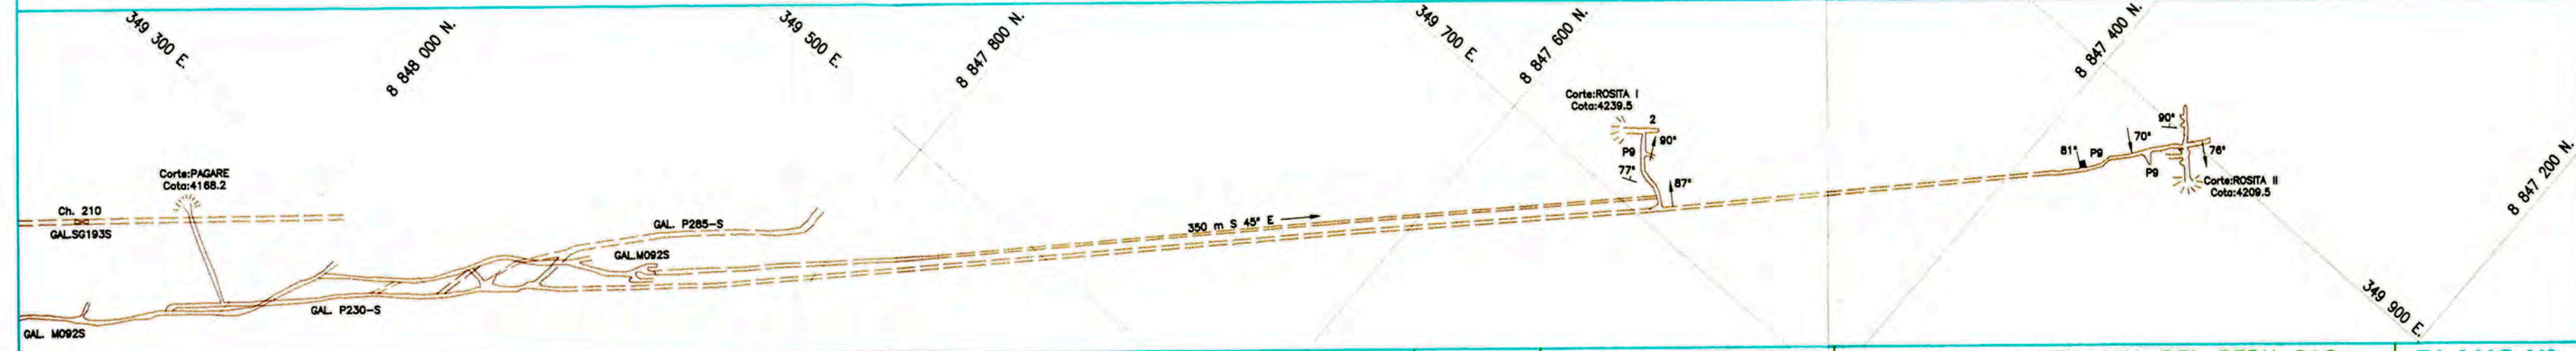 349 300 E.
8 848 000 N.
349 500 E.
8 847 800 N.
349 700 E.
8 847 600 N.
8 847 400 N.
8 847 200 N.
349 900 E.
Corte:PAGARE
Cota:4168.2
Ch. 210
GAL.SG193S
GAL. M092S
GAL. P230-S
GAL. P285-S
GAL.M092S
350 m S 45° E
Corte:ROSITA I
Cota:4239.5
2
90°
P9
77°
87°
81°
P9
70°
P9
90°
76°
Corte:ROSITA II
Cota:4209.5